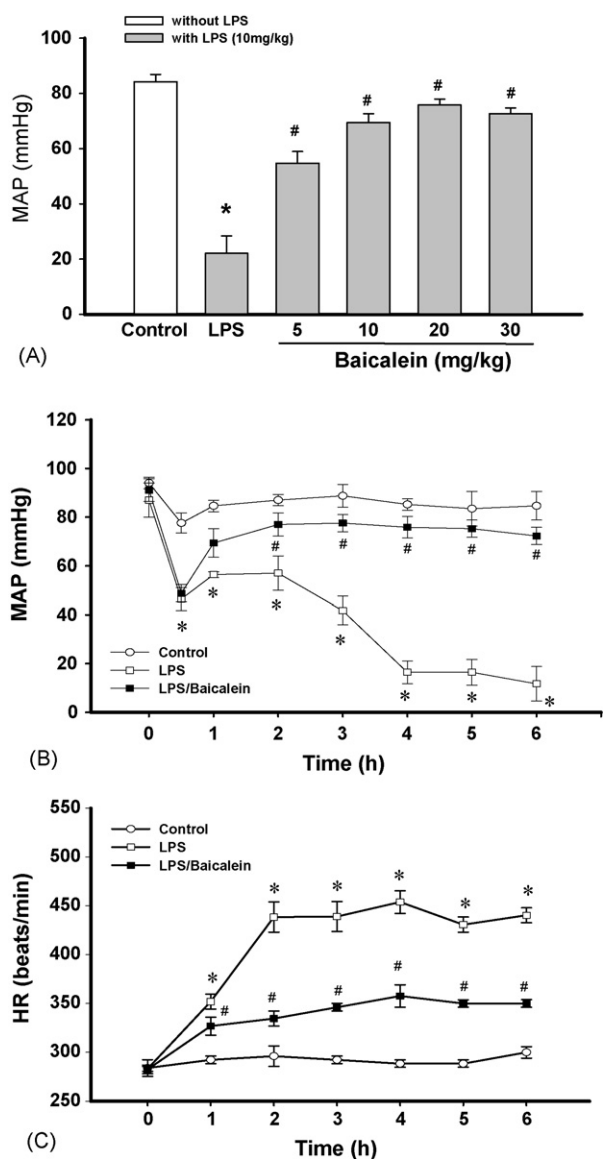 without LPS
with LPS (10mg/kg)
100
80
60
40
20
0
MAP (mmHg)
*
#
#
#
#
Control LPS 5 10 20 30
Baicalein (mg/kg)
(A)
120
100
80
60
40
20
0
MAP (mmHg)
# # # # #
* * * * * * *
Control
LPS
LPS/Baicalein
0 1 2 3 4 5 6
Time (h)
(B)
550
500
450
400
350
300
250
HR (beats/min)
Control
LPS
LPS/Baicalein
* * * * * *
# # # # # #
0 1 2 3 4 5 6
Time (h)
(C)